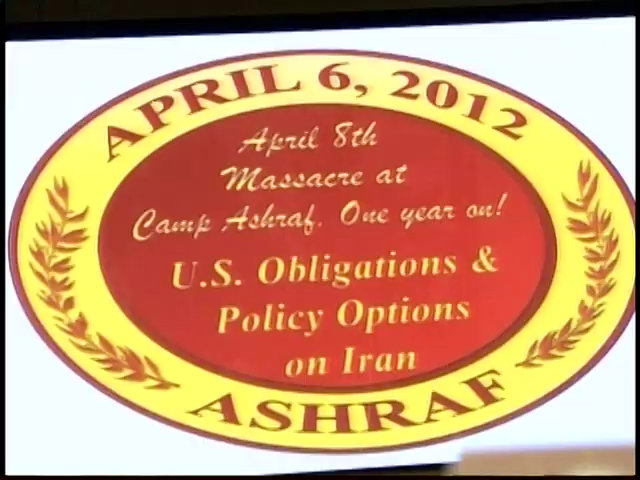 APRIL 6, 2012
April 8th
Massacre at
Camp Ashraf. One year on!
U.S. Obligations &
Policy Options
on Iran
ASHRAF